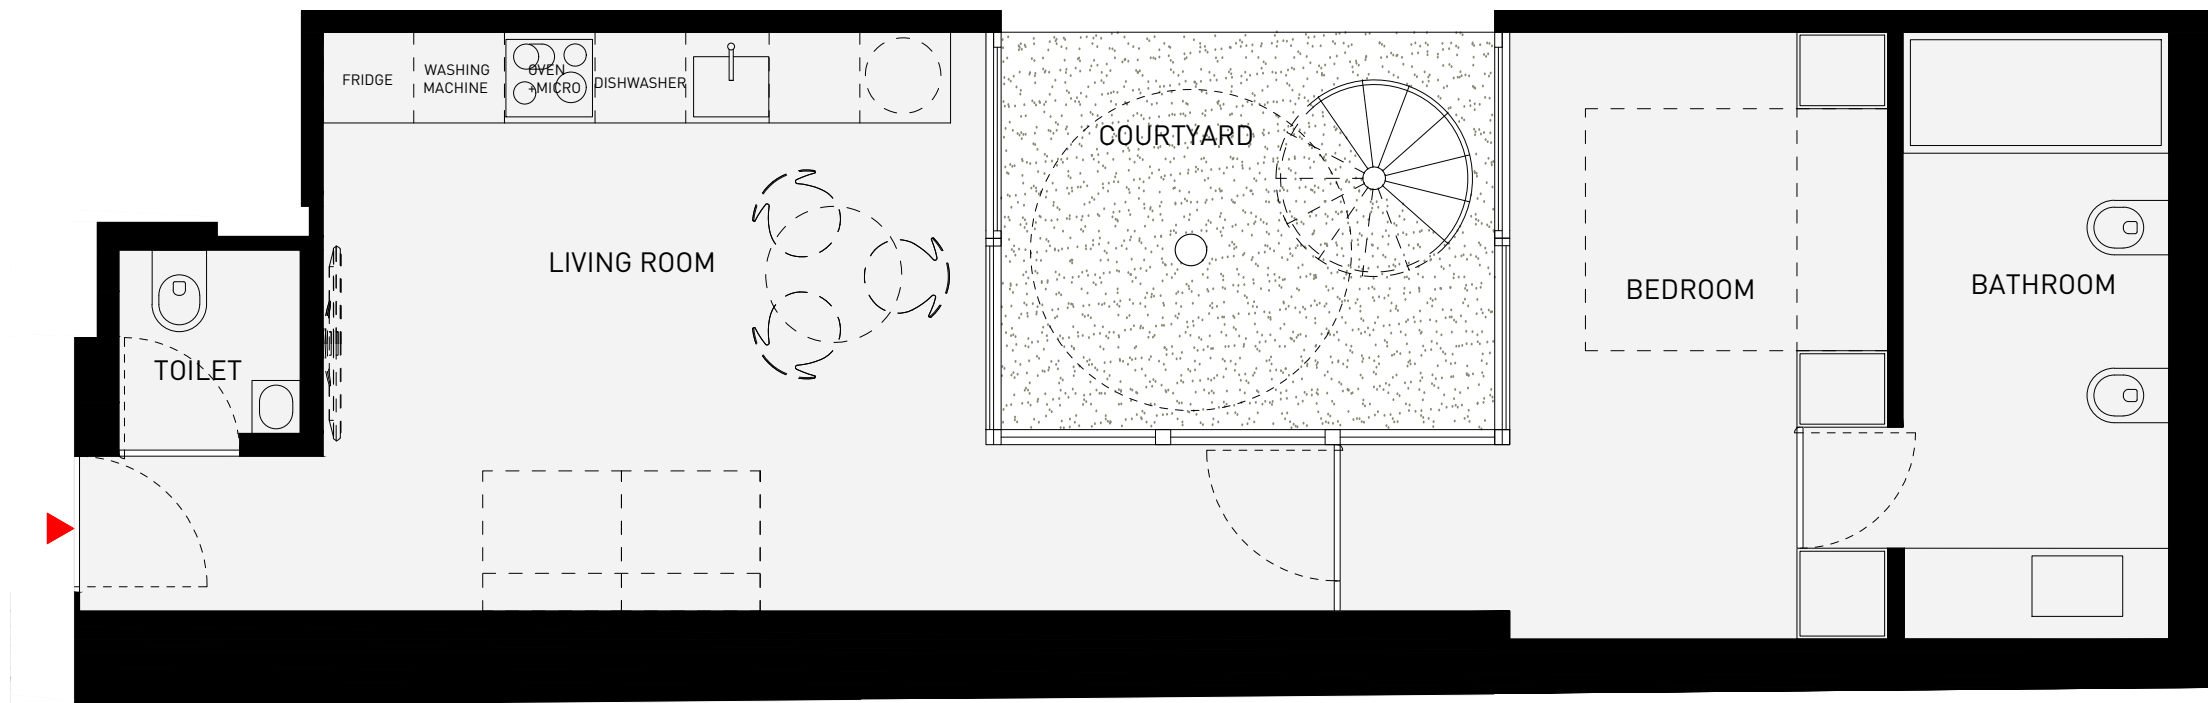 FRIDGE
WASHING
MACHINE
OVEN
+MICRO
DISHWASHER
COURTYARD
LIVING ROOM
BEDROOM
BATHROOM
TOILET